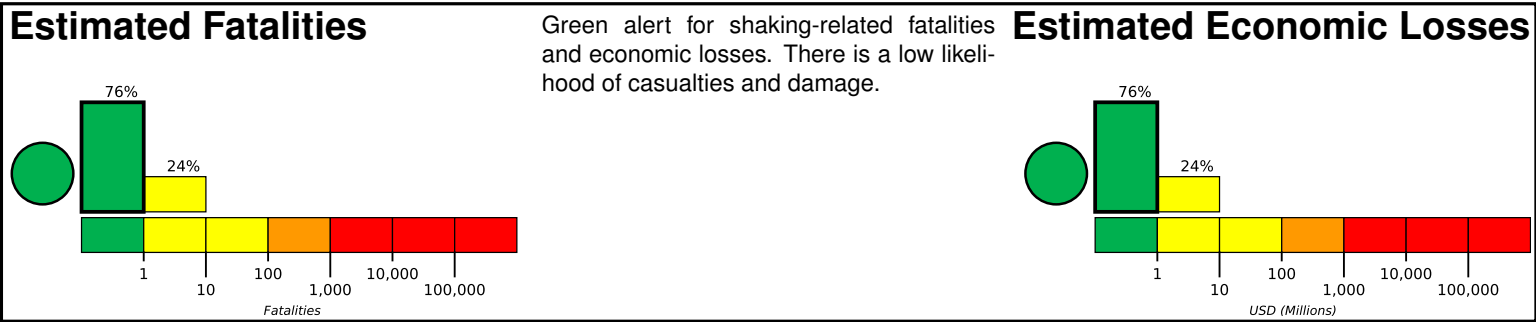 Estimated Fatalities
76%
24%
1
10
100
1,000
10,000
100,000
Fatalities
Green alert for shaking-related fatalities
and economic losses. There is a low likeli-
hood of casualties and damage.
Estimated Economic Losses
76%
24%
1
10
100
1,000
10,000
100,000
USD (Millions)